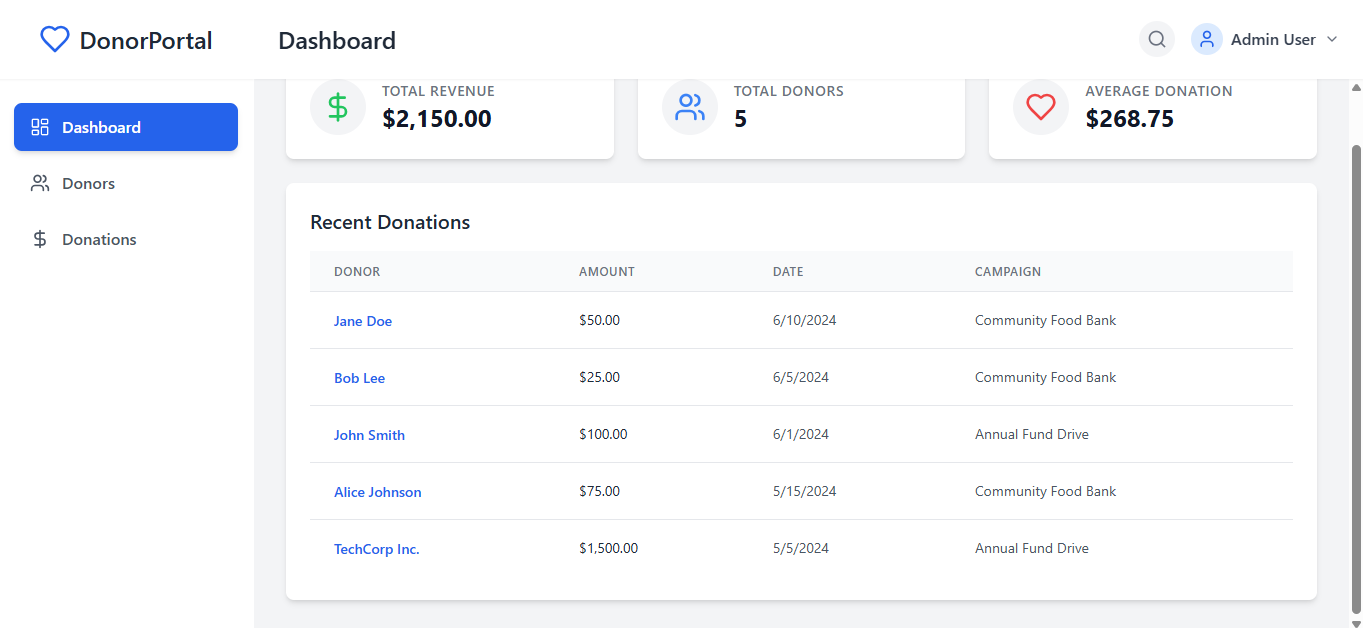 DonorPortal
Dashboard
Admin User
Dashboard
Donors
Donations
TOTAL REVENUE
$2,150.00
TOTAL DONORS
5
AVERAGE DONATION
$268.75
Recent Donations
DONOR AMOUNT DATE CAMPAIGN
Jane Doe $50.00 6/10/2024 Community Food Bank
Bob Lee $25.00 6/5/2024 Community Food Bank
John Smith $100.00 6/1/2024 Annual Fund Drive
Alice Johnson $75.00 5/15/2024 Community Food Bank
TechCorp Inc. $1,500.00 5/5/2024 Annual Fund Drive